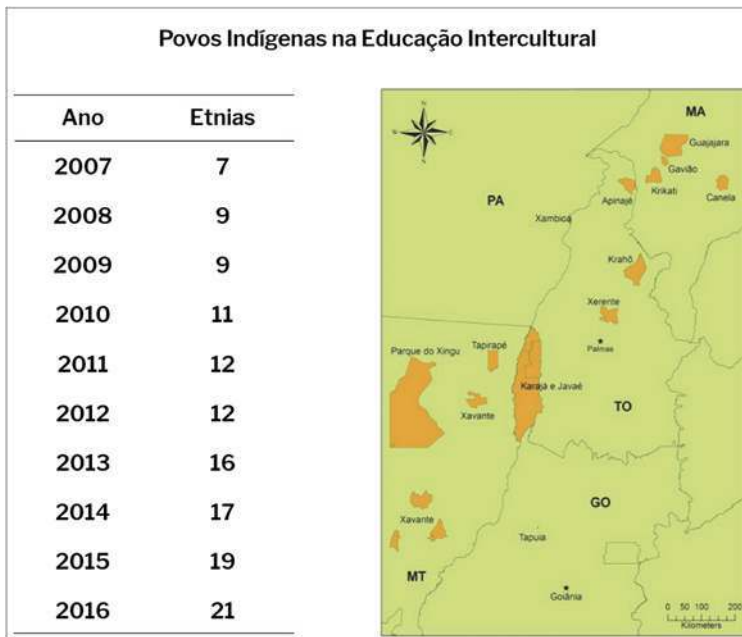 Povos Indígenas na Educação Intercultural
Ano Etnias
2007 7
2008 9
2009 9
2010 11
2011 12
2012 12
2013 16
2014 17
2015 19
2016 21
N
MA
Guajajara
Gavião
Krikati
Canela
Apinajé
PA
Xambioá
Krahô
Xerente
Palmas
Parque do Xingu
Tapirapé
Karajá e Javaé
Xavante
TO
Xavante
GO
Tapuia
MT
Goiânia
0 50 100 200
Kilometers